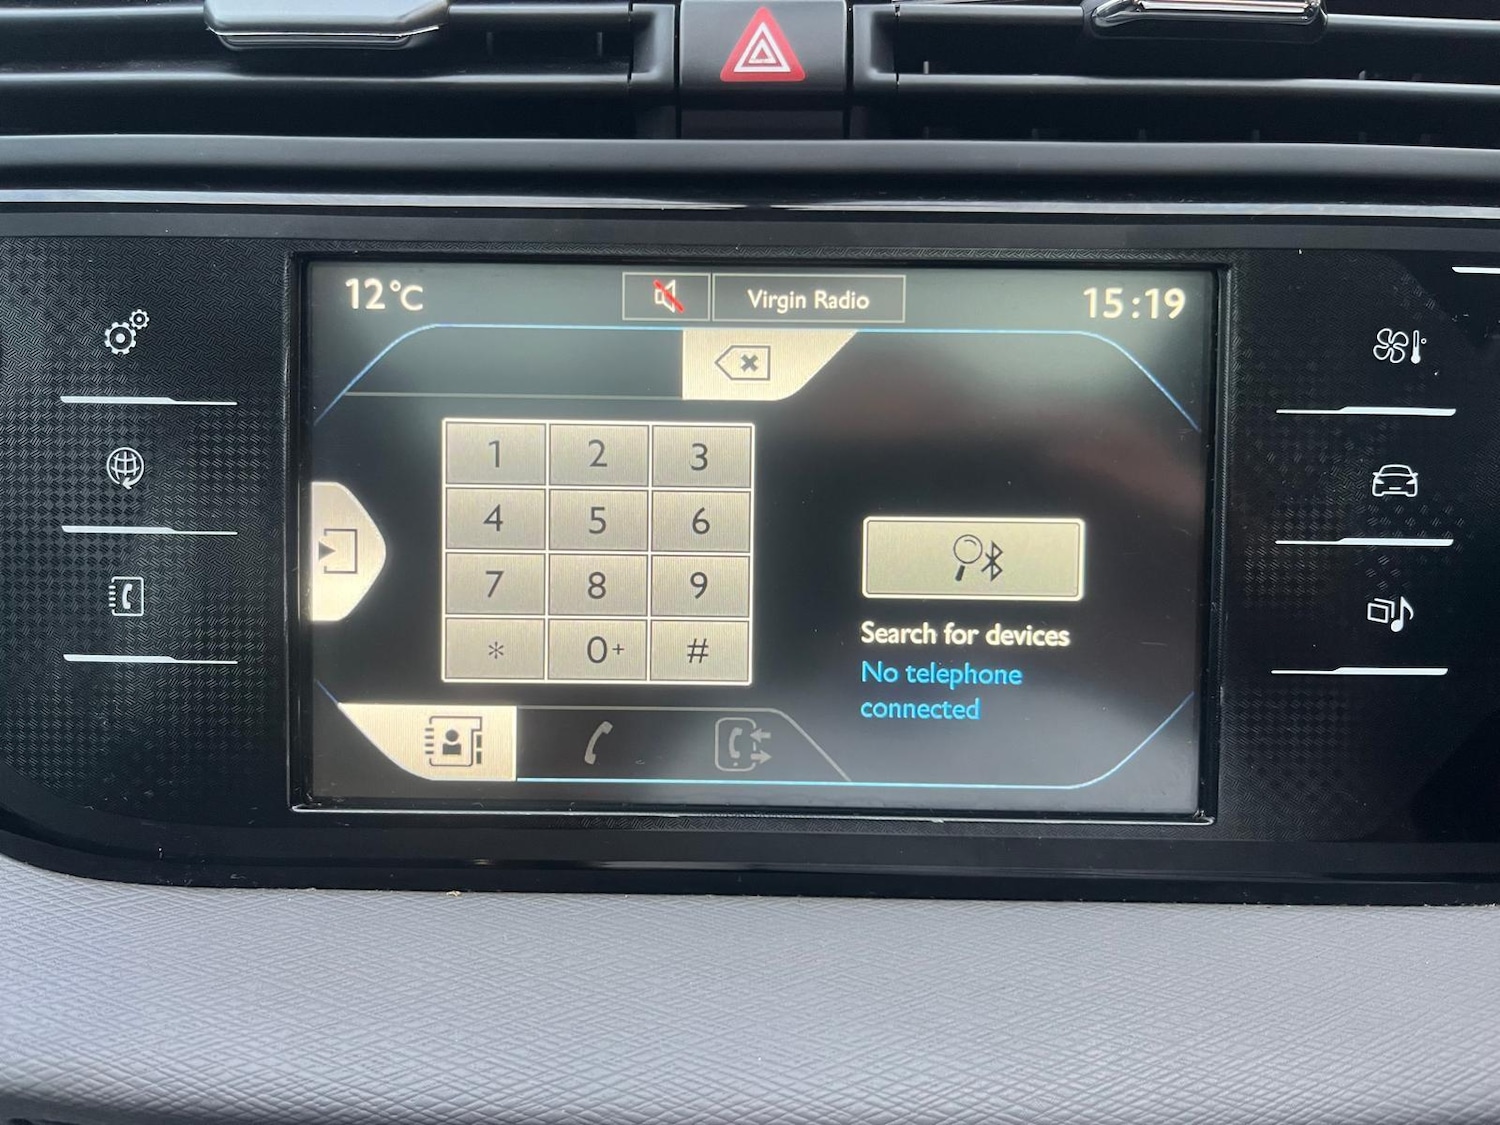 12°C
Virgin Radio
15:19
1 2 3
4 5 6
7 8 9
* 0+ #
Search for devices
No telephone
connected